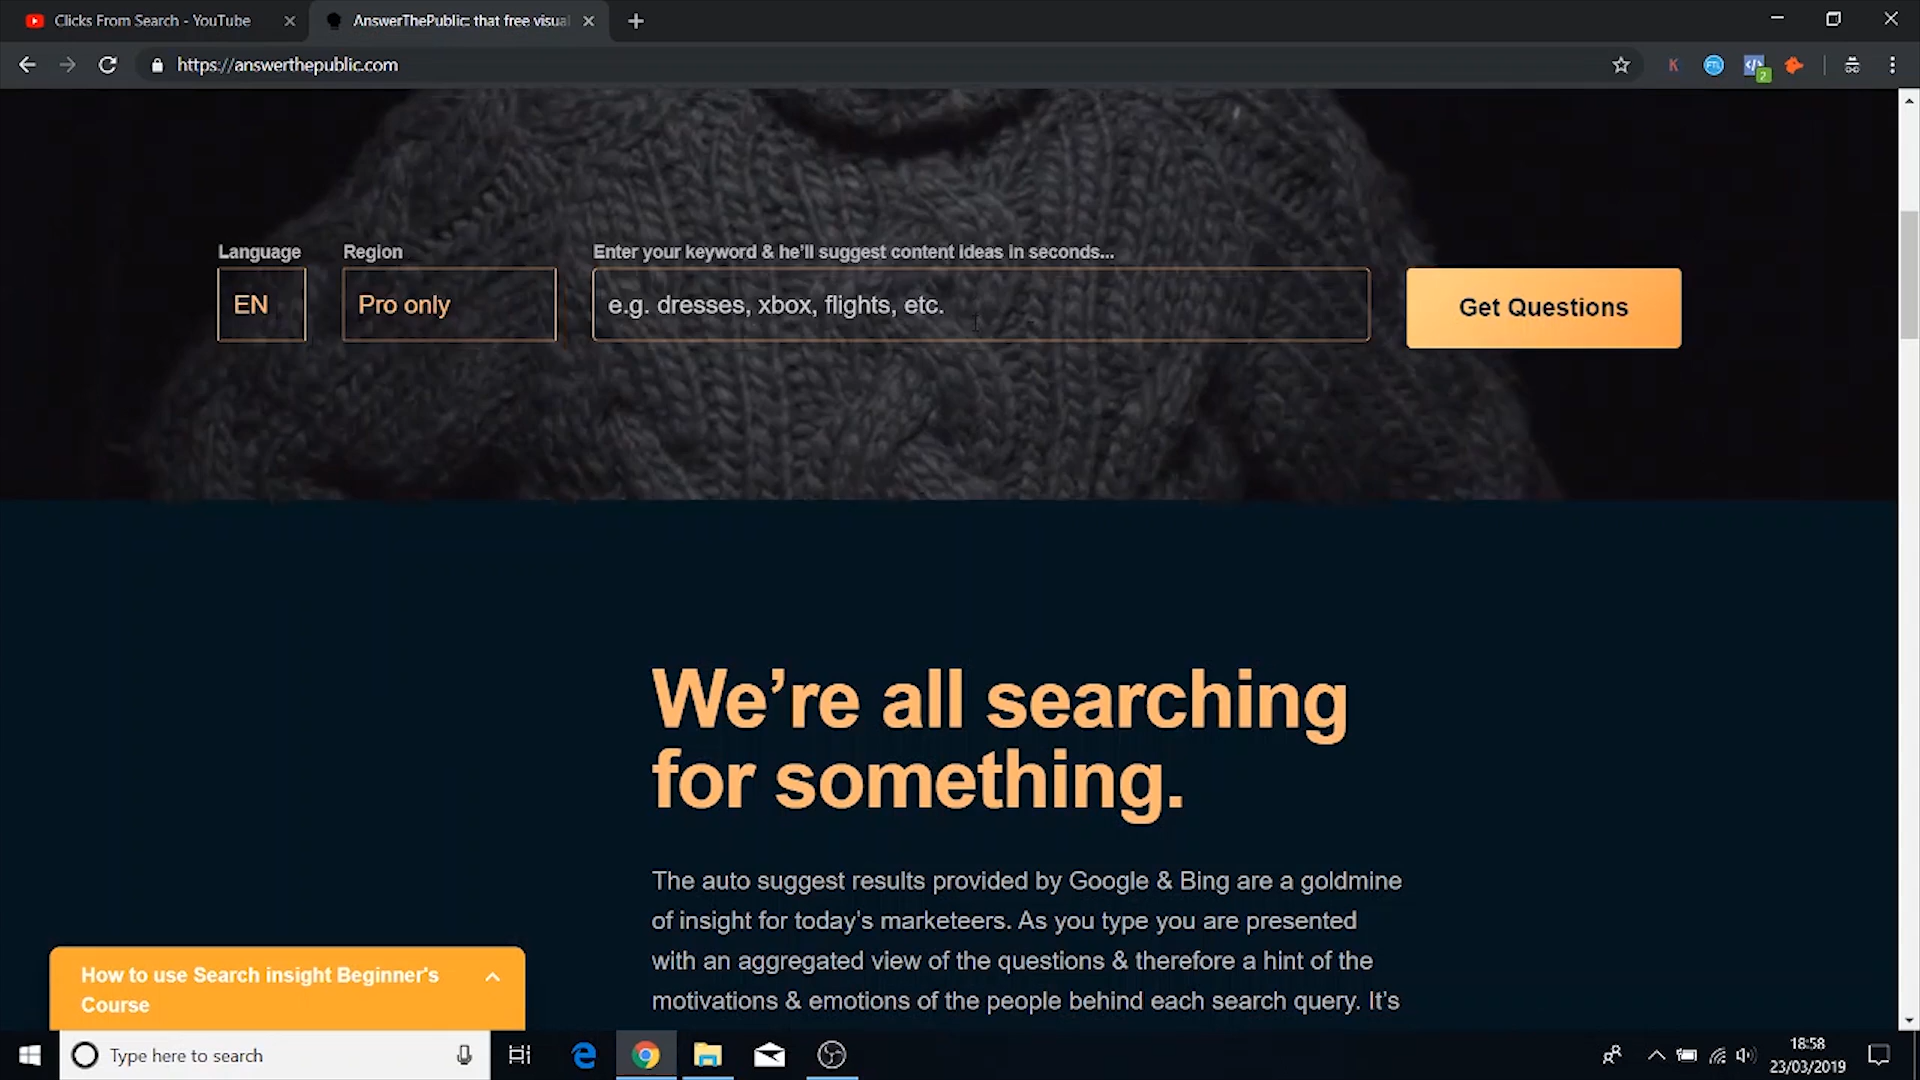 Clicks From Search - YouTube
AnswerThePublic: that free visual
https://answerthepublic.com
K
FTL
2
Language
Region
Enter your keyword & he'll suggest content ideas in seconds...
EN
Pro only
e.g. dresses, xbox, flights, etc.
Get Questions
We’re all searching
for something.
The auto suggest results provided by Google & Bing are a goldmine
of insight for today's marketeers. As you type you are presented
with an aggregated view of the questions & therefore a hint of the
motivations & emotions of the people behind each search query. It’s
How to use Search insight Beginner's
Course
Type here to search
18:58
23/03/2019